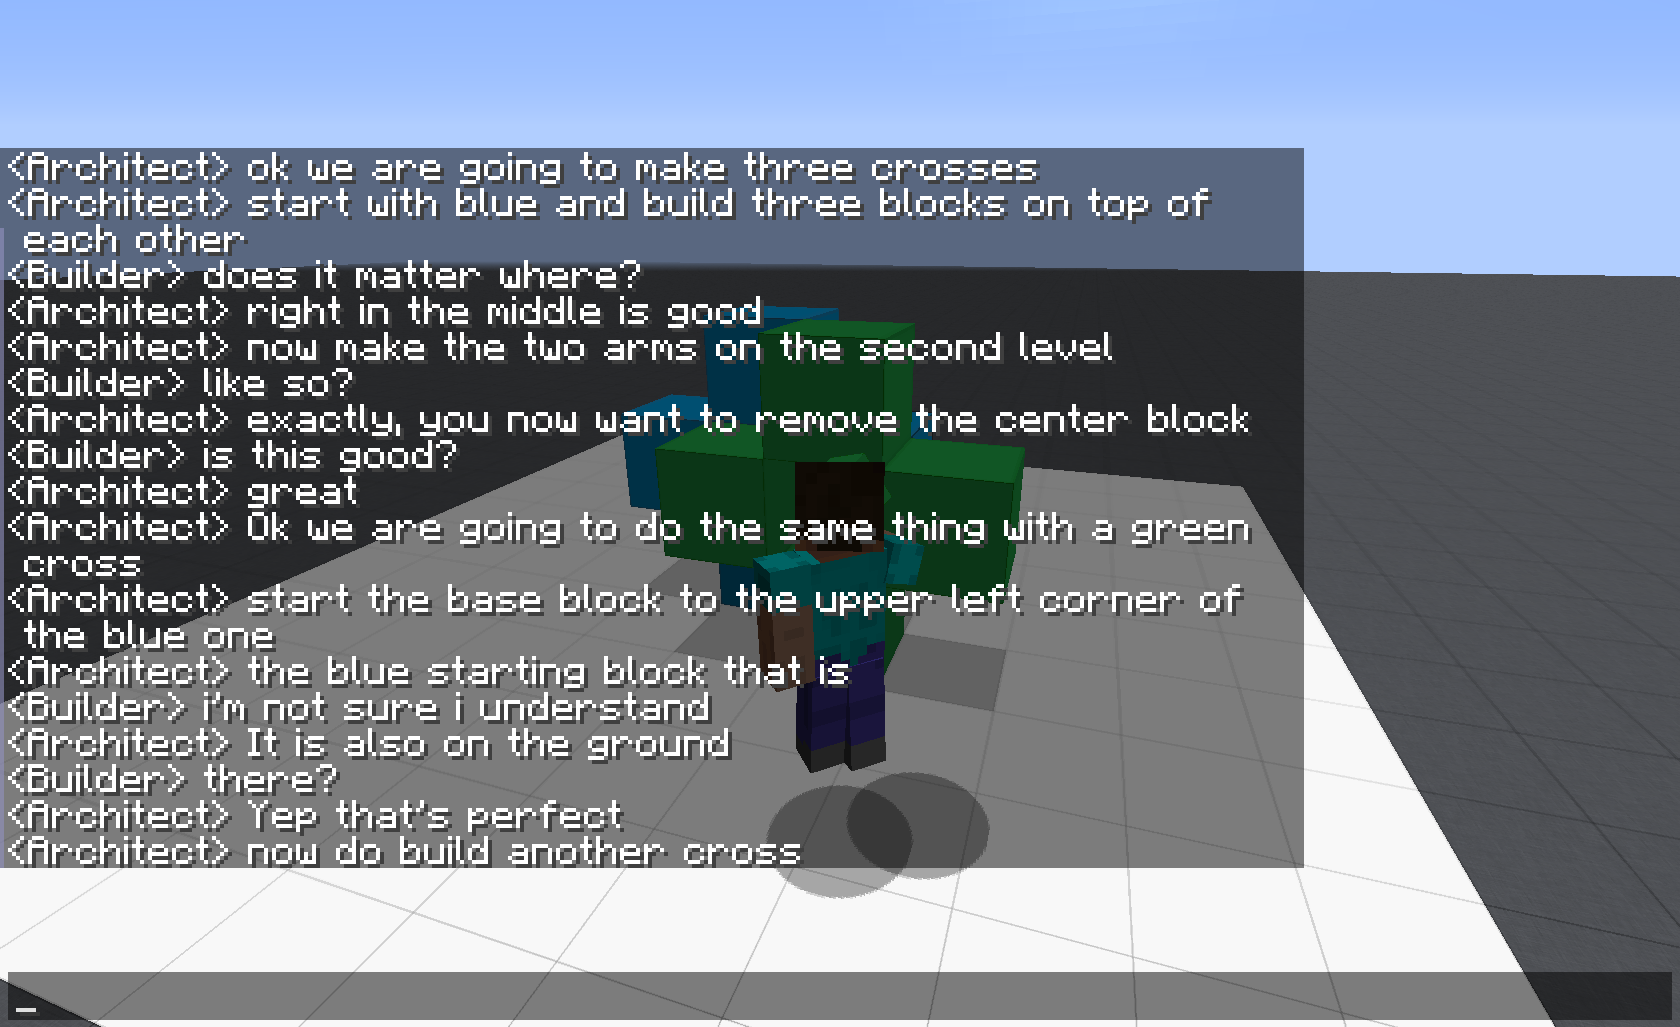 <Architect> ok we are going to make three crosses
<Architect> start with blue and build three blocks on top of
each other
<Builder> does it matter where?
<Architect> right in the middle is good
<Architect> now make the two arms on the second level
<Builder> like so?
<Architect> exactly, you now want to remove the center block
<Builder> is this good?
<Architect> great
<Architect> Ok we are going to do the same thing with a green
cross
<Architect> start the base block to the upper left corner of
the blue one
<Architect> the blue starting block that is
<Builder> i'm not sure i understand
<Architect> It is also on the ground
<Builder> there?
<Architect> Yep that's perfect
<Architect> now do build another cross
_